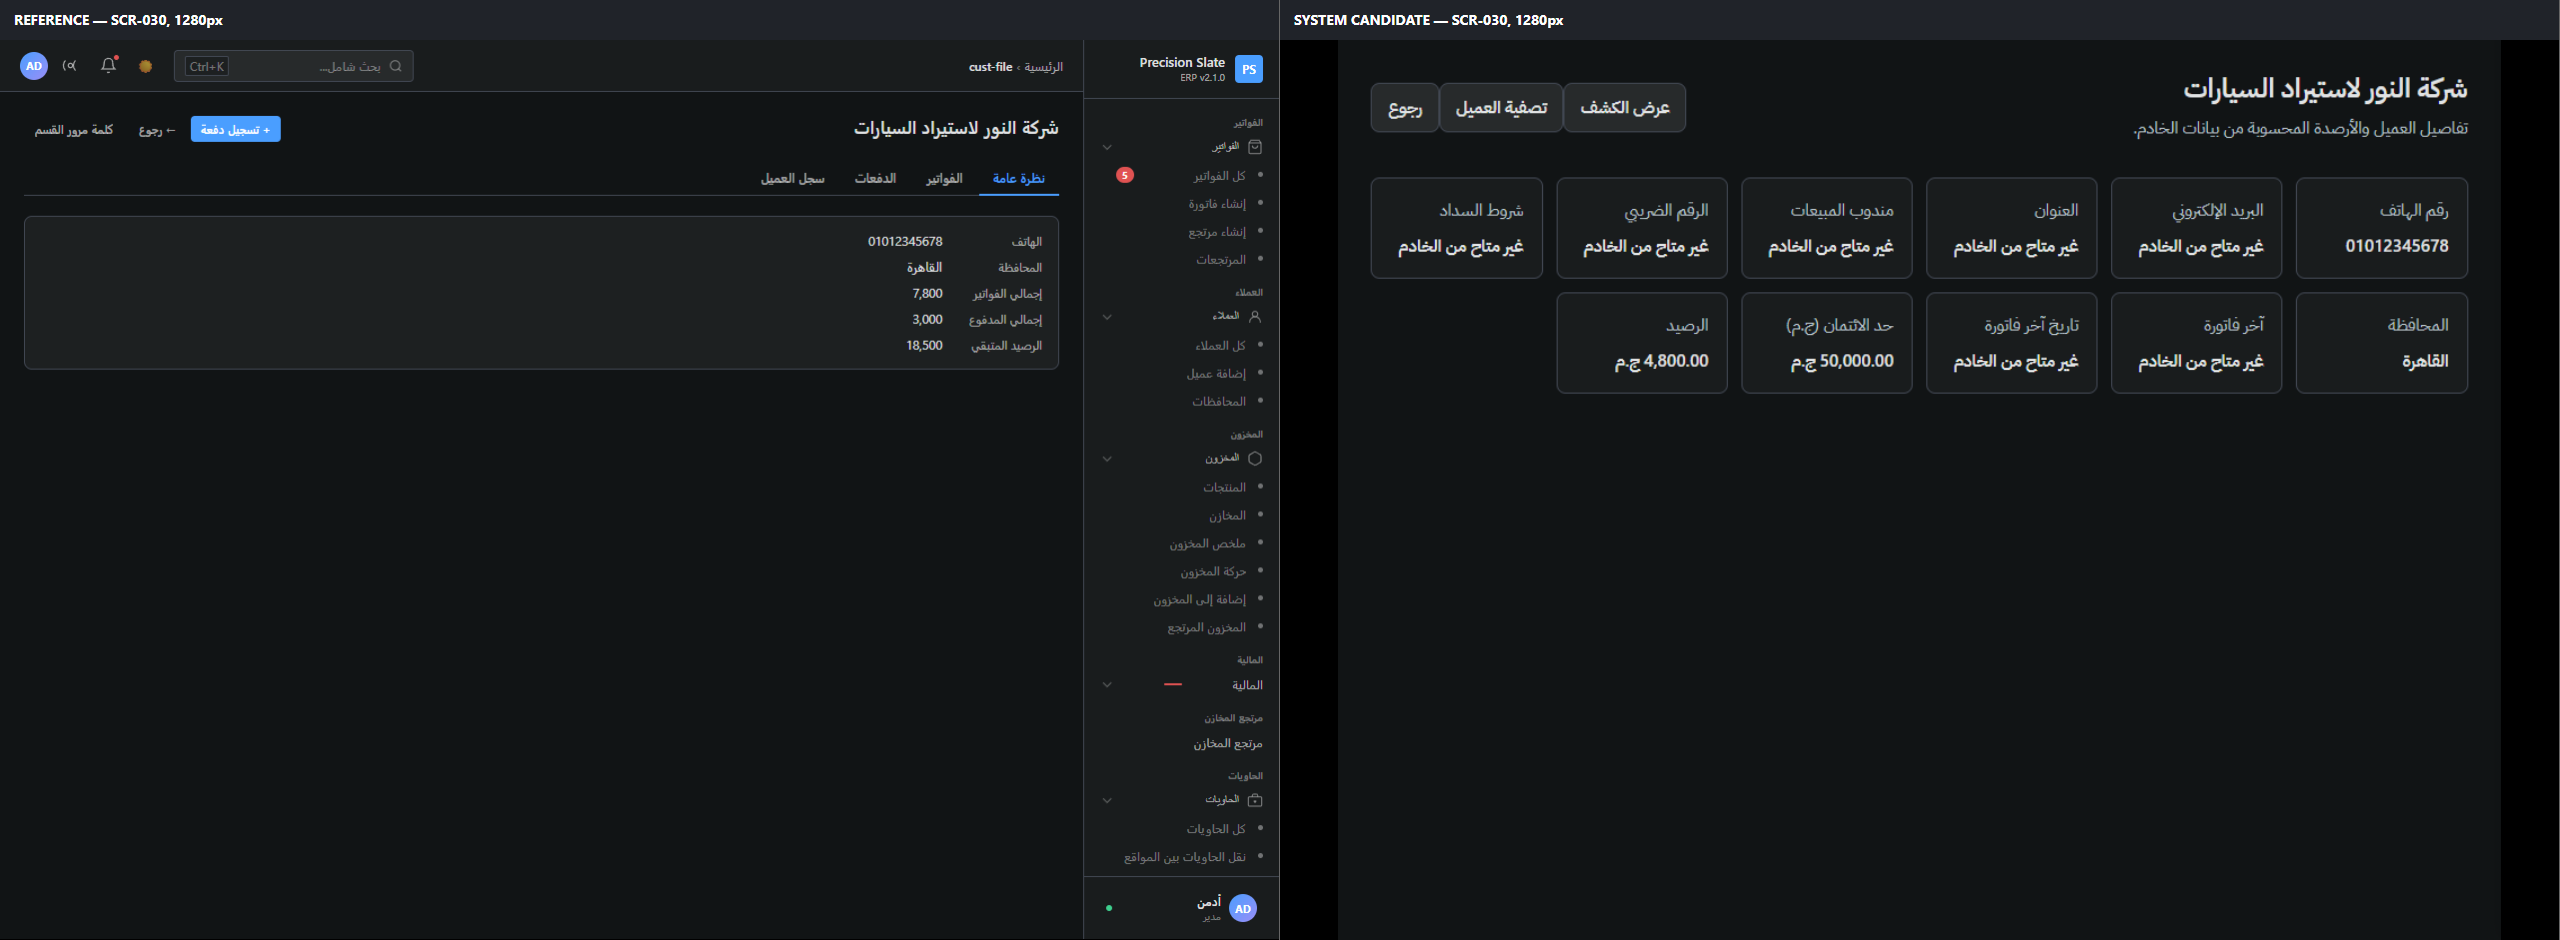 REFERENCE — SCR-030, 1280px
PS
Precision Slate
ERP v2.1.0
الفواتير
الفواتير
كل الفواتير
5
إنشاء فاتورة
إنشاء مرتجع
المرتجعات
العملاء
العملاء
كل العملاء
إضافة عميل
المحافظات
المخزون
المخزون
المنتجات
المخازن
ملخص المخزون
حركة المخزون
إضافة إلى المخزون
المخزون المرتجع
المالية
المالية
مرتجع المخازن
مرتجع المخازن
الحاويات
الحاويات
كل الحاويات
نقل الحاويات بين المواقع
AD
أدمن
مدير
الرئيسية › cust-file
بحث شامل...
Ctrl+K
AD
شركة النور لاستيراد السيارات
+ تسجيل دفعة
← رجوع
كلمة مرور القسم
نظرة عامة
الفواتير
الدفعات
سجل العميل
الهاتف 01012345678
المحافظة القاهرة
إجمالي الفواتير 7,800
إجمالي المدفوع 3,000
الرصيد المتبقي 18,500
SYSTEM CANDIDATE — SCR-030, 1280px
شركة النور لاستيراد السيارات
تفاصيل العميل والأرصدة المحسوبة من بيانات الخادم.
عرض الكشف
تصفية العميل
رجوع
رقم الهاتف
01012345678
البريد الإلكتروني
غير متاح من الخادم
العنوان
غير متاح من الخادم
مندوب المبيعات
غير متاح من الخادم
الرقم الضريبي
غير متاح من الخادم
شروط السداد
غير متاح من الخادم
المحافظة
القاهرة
آخر فاتورة
غير متاح من الخادم
تاريخ آخر فاتورة
غير متاح من الخادم
حد الائتمان (ج.م)
50,000.00 ج.م
الرصيد
4,800.00 ج.م